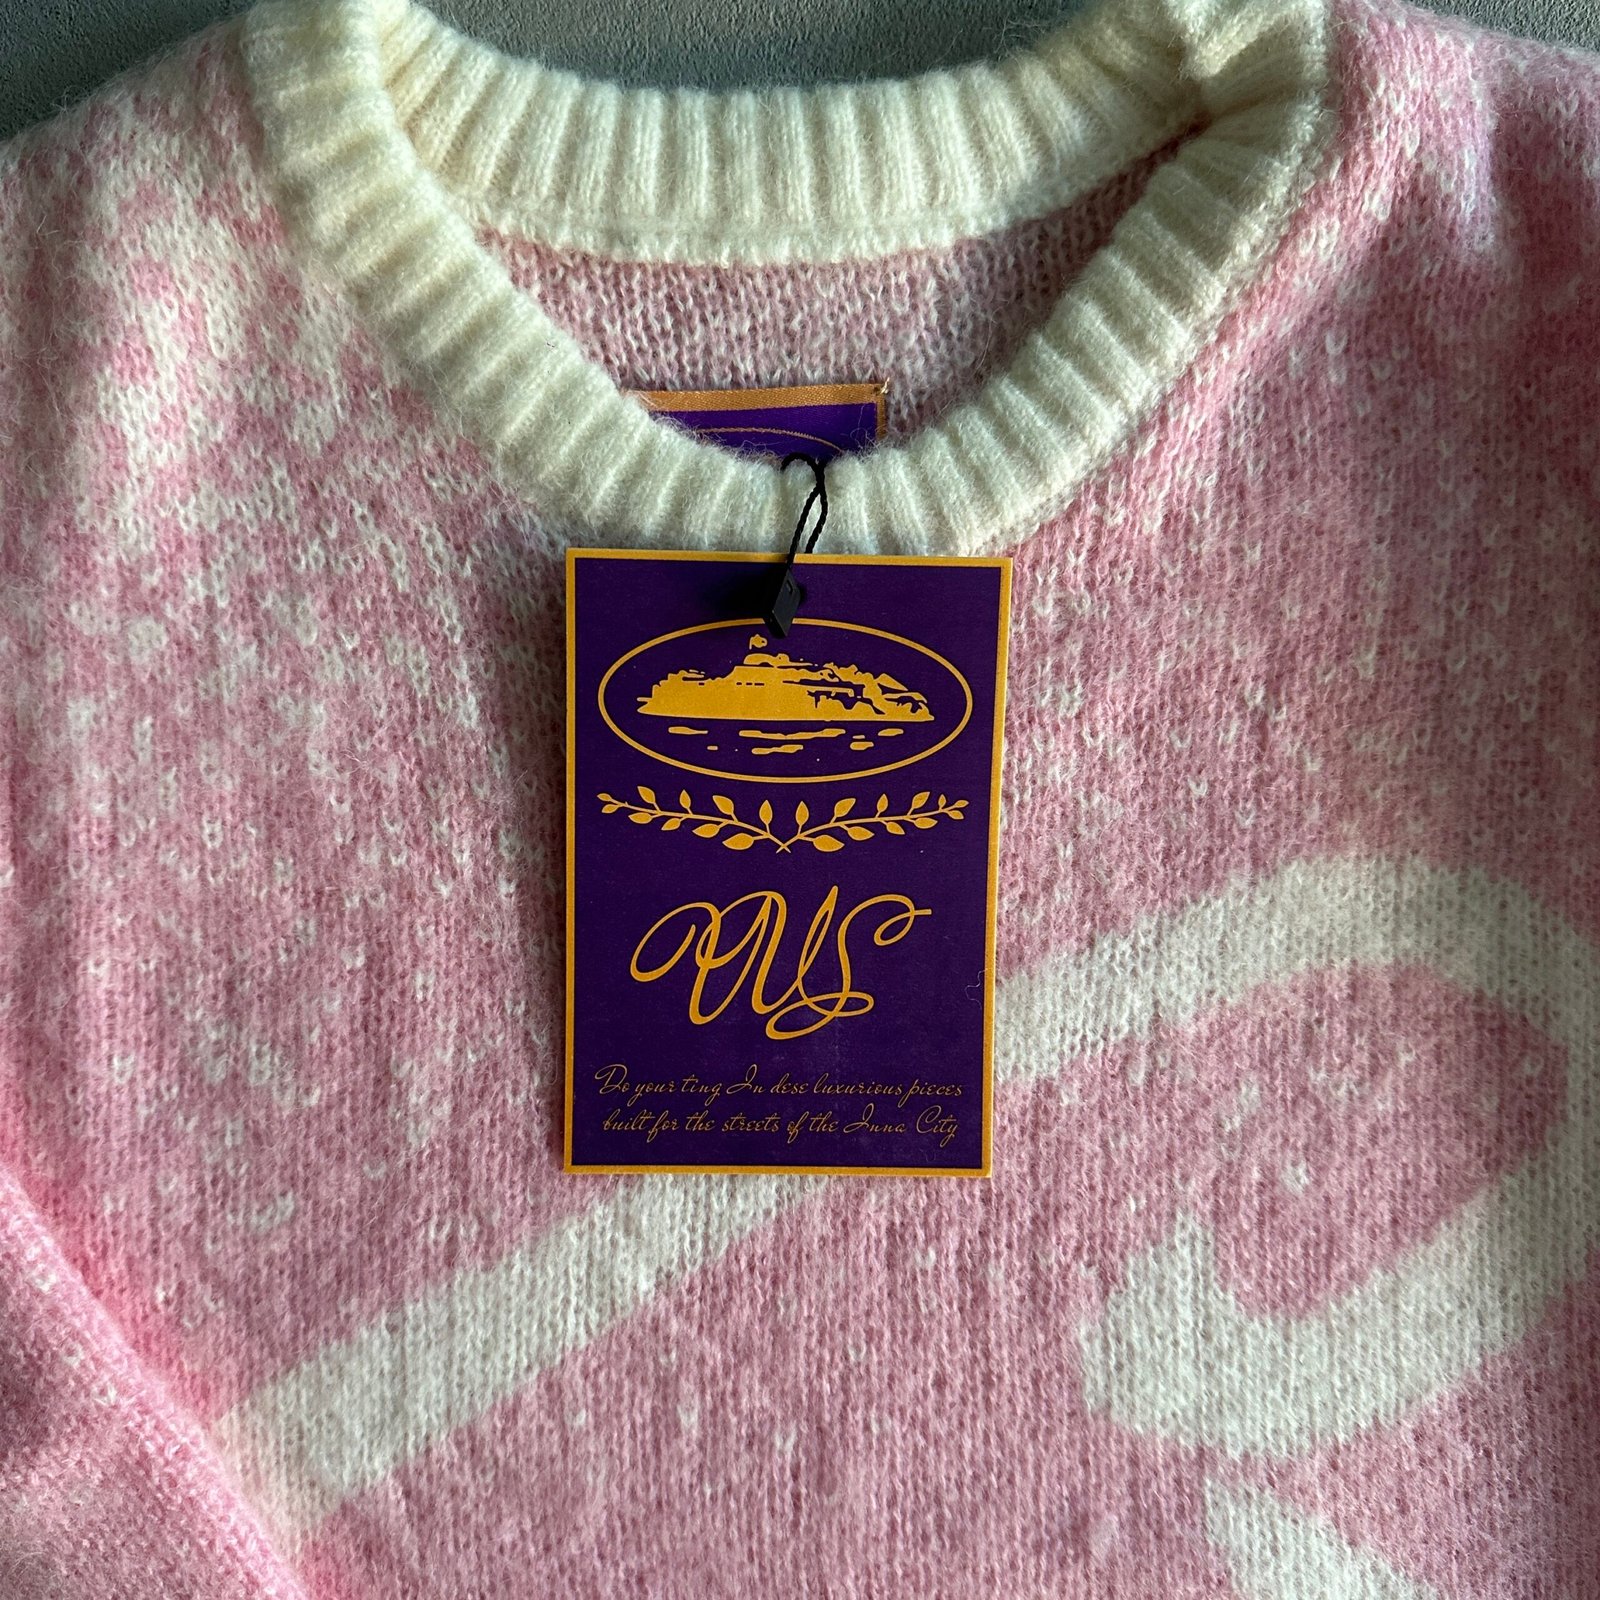 Do your ting In dese luxurious pieces
built for the streets of the Inna City